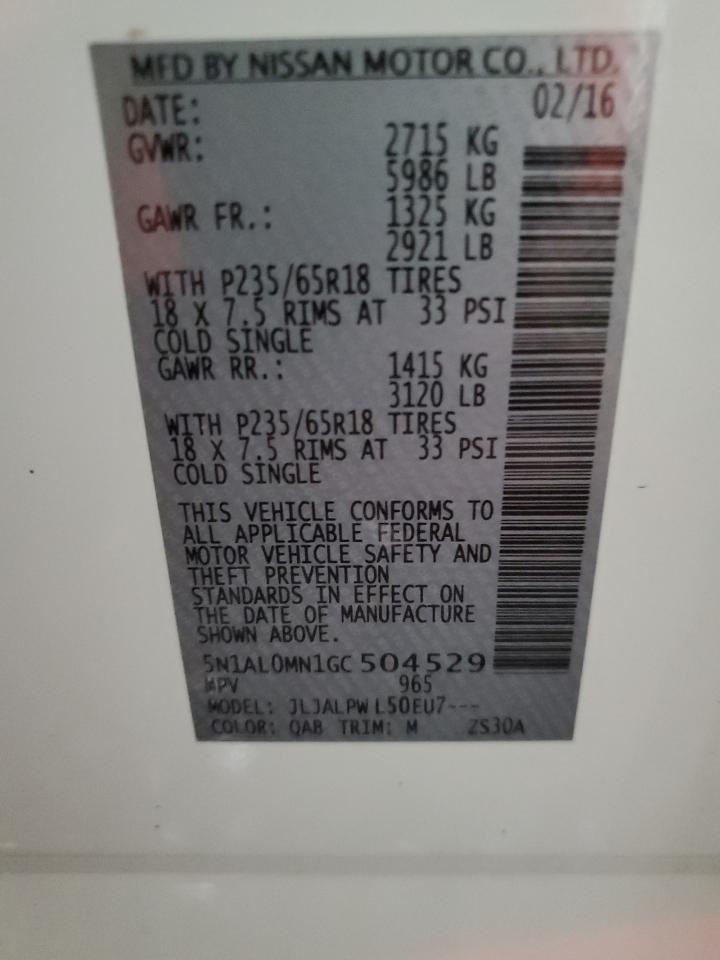 MFD BY NISSAN MOTOR CO., LTD.
DATE: 02/16
GVWR: 2715 KG
5986 LB
GAWR FR.: 1325 KG
2921 LB
WITH P235/65R18 TIRES
18 X 7.5 RIMS AT 33 PSI
COLD SINGLE
GAWR RR.: 1415 KG
3120 LB
WITH P235/65R18 TIRES
18 X 7.5 RIMS AT 33 PSI
COLD SINGLE
THIS VEHICLE CONFORMS TO
ALL APPLICABLE FEDERAL
MOTOR VEHICLE SAFETY AND
THEFT PREVENTION
STANDARDS IN EFFECT ON
THE DATE OF MANUFACTURE
SHOWN ABOVE.
5N1AL0MN1GC 504529
MPV 965
MODEL: JLJALPW L50EU7---
COLOR: QAB TRIM: M ZS30A